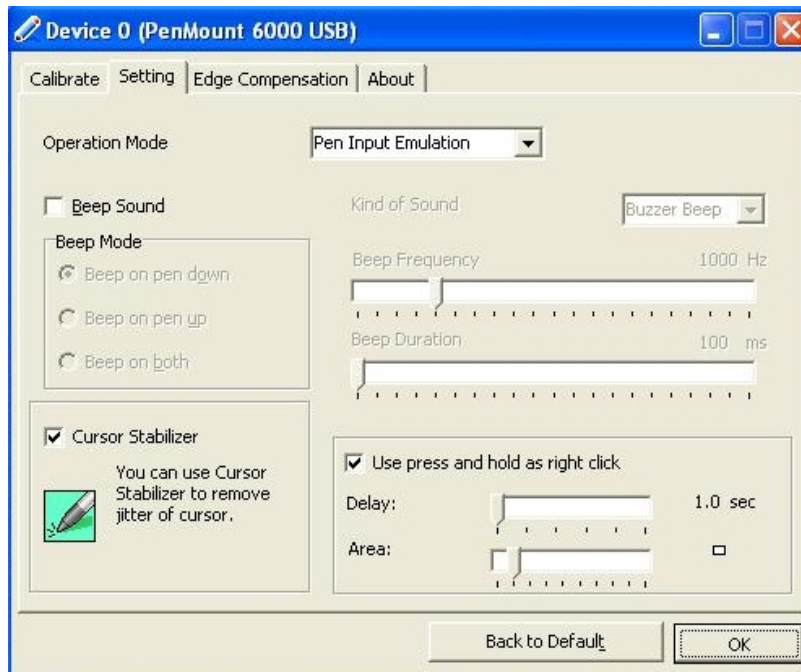 Device 0 (PenMount 6000 USB)
Calibrate Setting Edge Compensation About
Operation Mode Pen Input Emulation
Beep Sound
Kind of Sound Buzzer Beep
Beep Mode
Beep on pen down
Beep on pen up
Beep on both
Beep Frequency 1000 Hz
Beep Duration 100 ms
Cursor Stabilizer
You can use Cursor
Stabilizer to remove
jitter of cursor.
Use press and hold as right click
Delay: 1.0 sec
Area:
Back to Default
OK